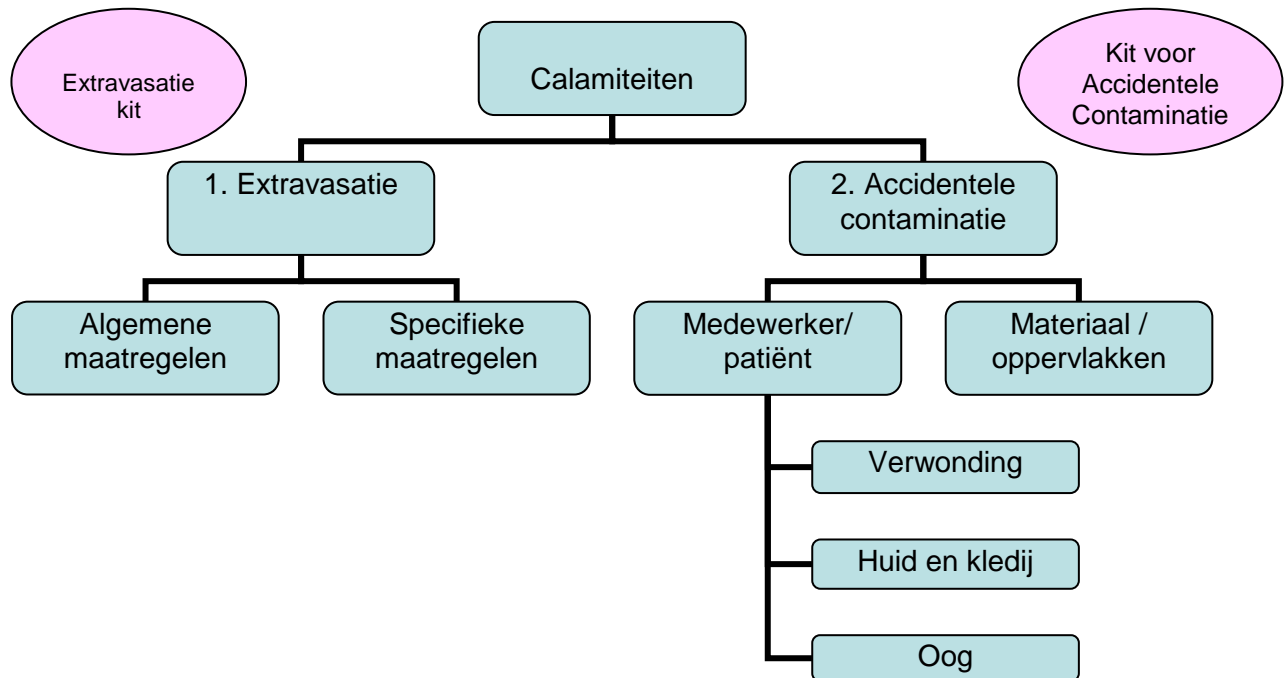 Extravasatie
kit
Calamiteiten
Kit voor
Accidentele
Contaminatie
1. Extravasatie
2. Accidentele
contaminatie
Algemene
maatregelen
Specifieke
maatregelen
Medewerker/
patiënt
Materiaal /
oppervlakken
Verwonding
Huid en kledij
Oog